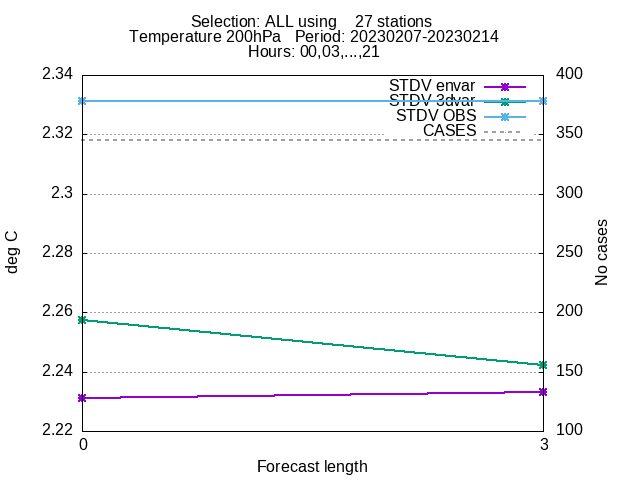 Selection: ALL using    27 stations
Temperature 200hPa   Period: 20230207-20230214
Hours: 00,03,...,21
2.34
2.32
2.3
2.28
2.26
2.24
2.22
400
350
300
250
200
150
100
STDV envar
STDV 3dvar
STDV OBS
CASES
deg C
No cases
0
3
Forecast length